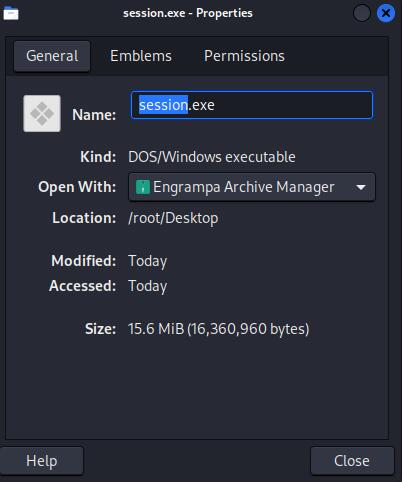 session.exe - Properties
General Emblems Permissions
Name: session.exe
Kind: DOS/Windows executable
Open With: Engrampa Archive Manager
Location: /root/Desktop
Modified: Today
Accessed: Today
Size: 15.6 MiB (16,360,960 bytes)
Help Close